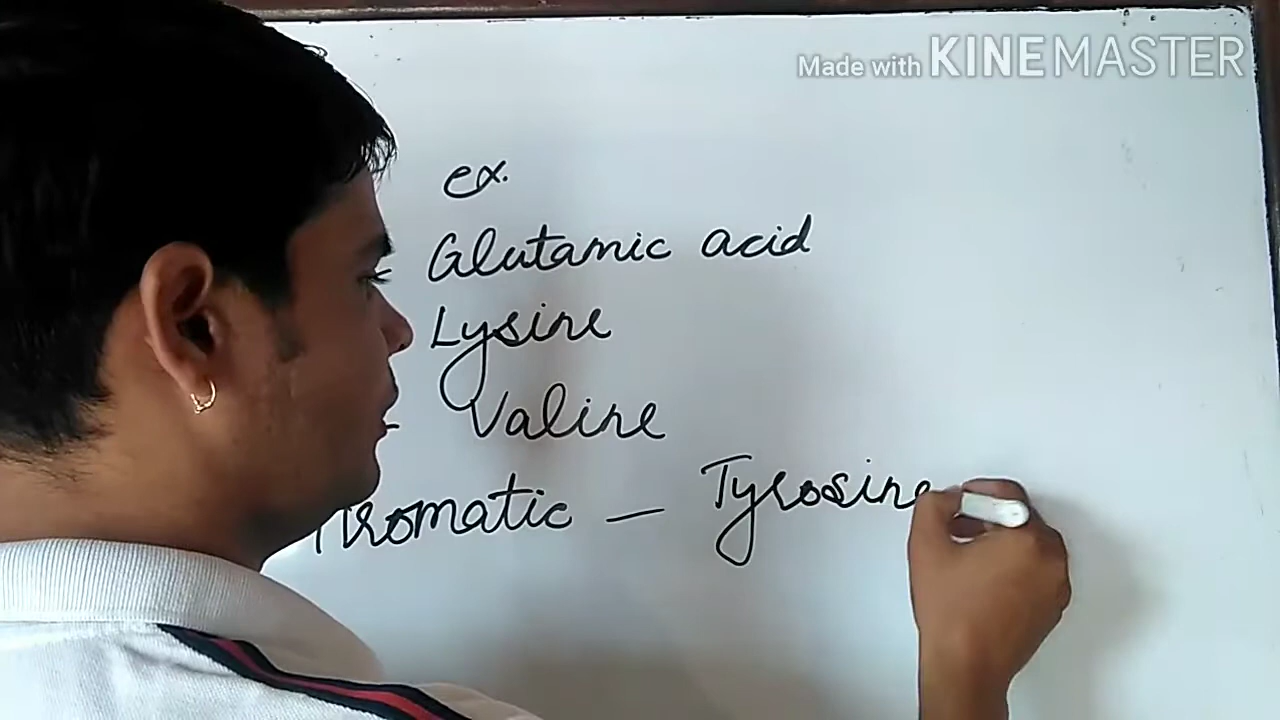 Made with KINEMASTER
ex.
Glutamic acid
Lysine
- Valine
Aromatic - Tyrosine